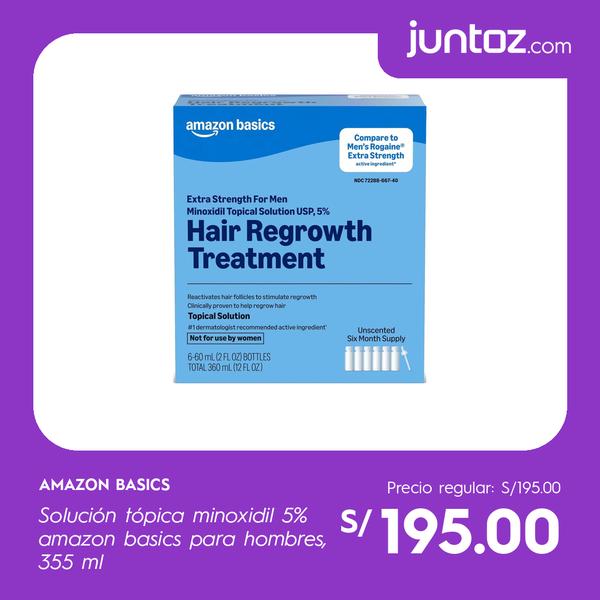 juntoz.com
Hair Regrowth
Treatment
amazon basics
Compare to
Men's Rogaine®
Extra Strength
active ingredient*
NDC 72288-667-40
Extra Strength For Men
Minoxidil Topical Solution USP, 5%
Hair Regrowth
Treatment
Reactivates hair follicles to stimulate regrowth
Clinically proven to help regrow hair
Topical Solution
#1 dermatologist recommended active ingredient†
Not for use by women
Unscented
Six Month Supply
6-60 mL (2 FL OZ) BOTTLES
TOTAL 360 mL (12 FL OZ)
AMAZON BASICS
Solución tópica minoxidil 5%
amazon basics para hombres,
355 ml
Precio regular: S/195.00
S/195.00